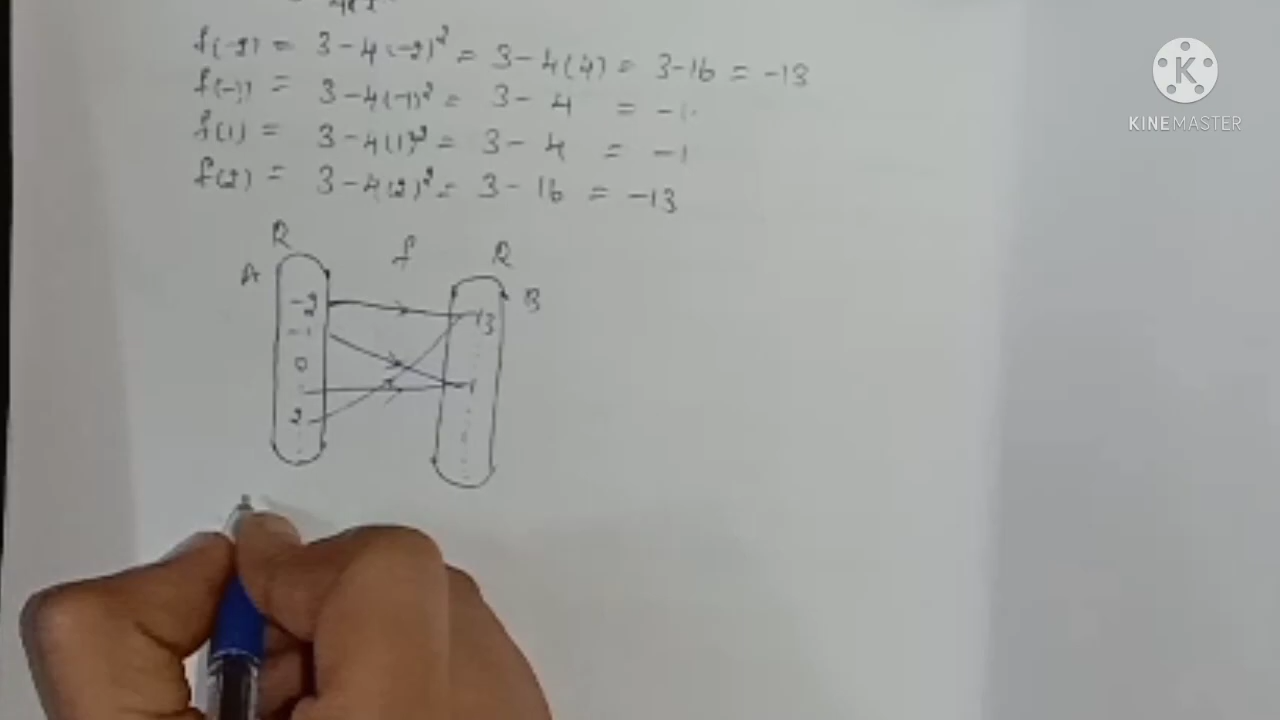 f(-2) = 3-4(-2)² = 3-4(4) = 3-16 = -13
f(-1) = 3-4(-1)² = 3-4 = -1
f(1) = 3-4(1)² = 3-4 = -1
f(2) = 3-4(2)² = 3-16 = -13
R f R
A B
-2 -13
-1
0
-1
2
KINEMASTER